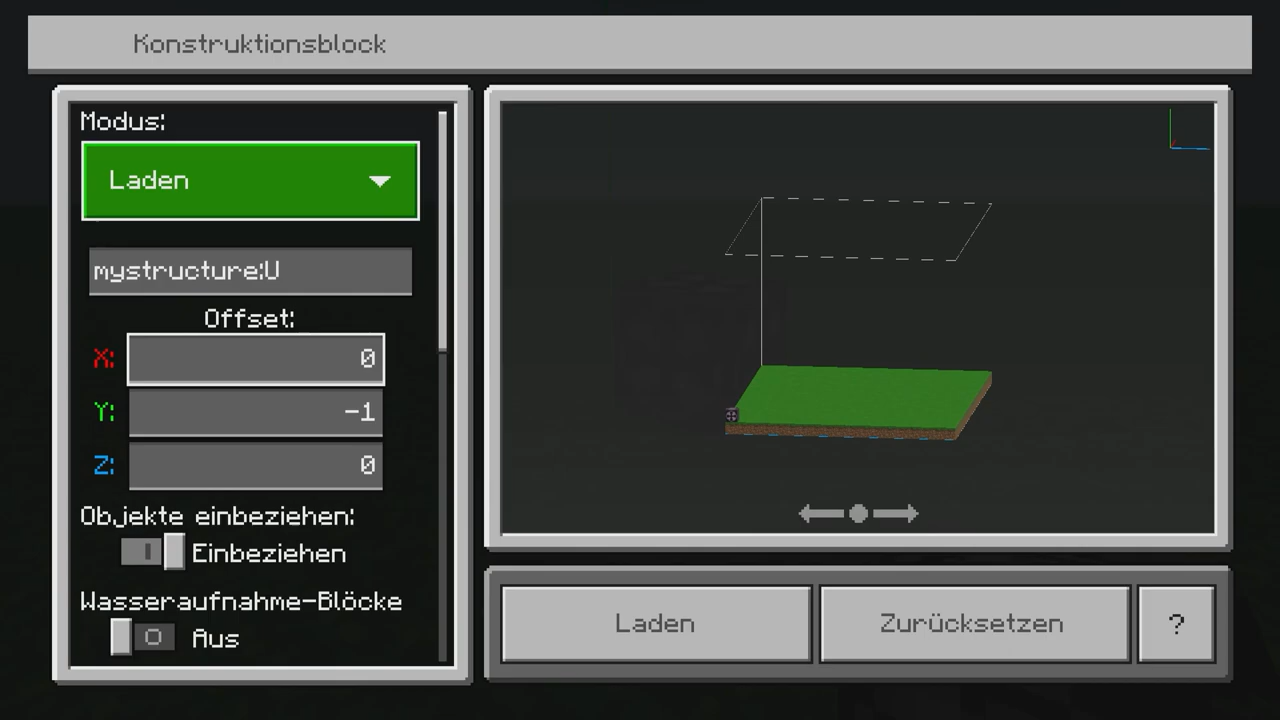 Konstruktionsblock
Modus:
Laden
mystructure:U
Offset:
X: 0
Y: -1
Z: 0
Objekte einbeziehen:
Einbeziehen
Wasseraufnahme-Blöcke
Aus
Laden
Zurücksetzen
?